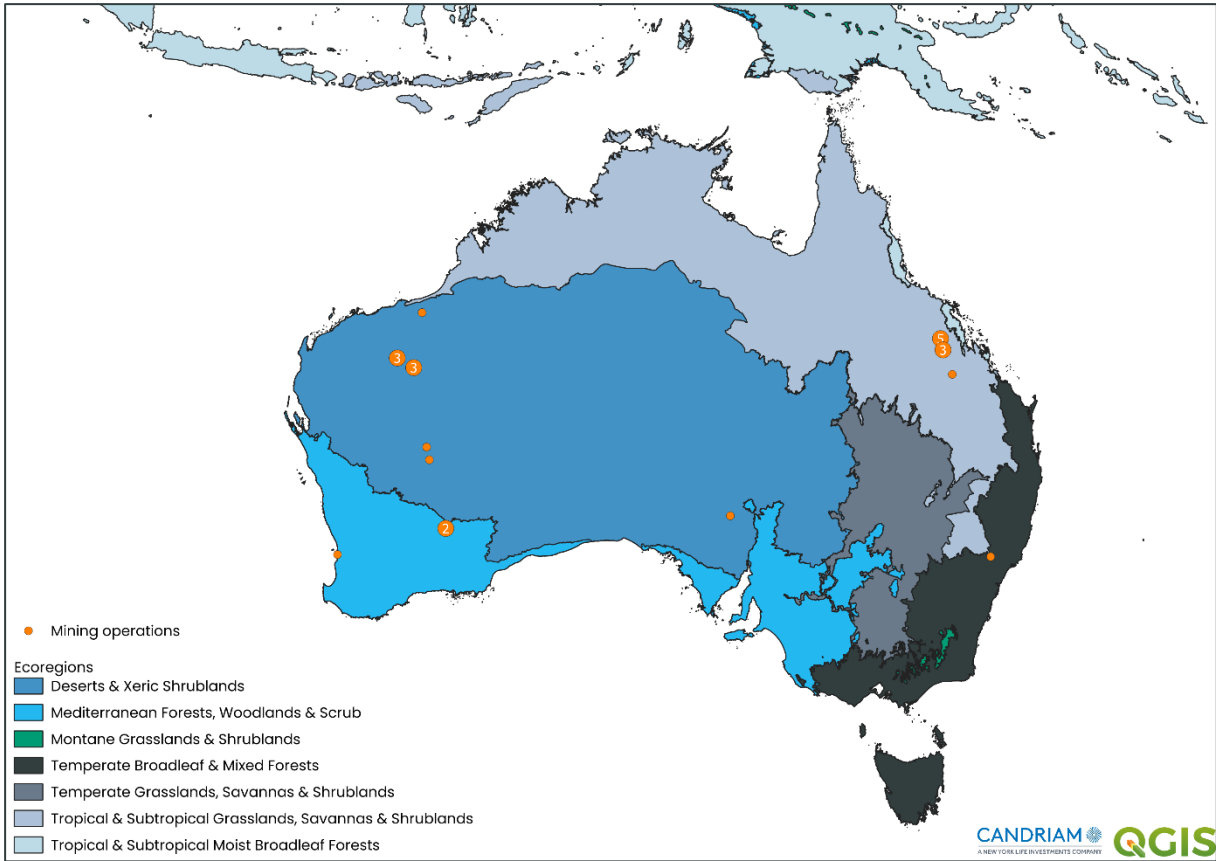 5
3
3
3
2
Mining operations
Ecoregions
Deserts & Xeric Shrublands
Mediterranean Forests, Woodlands & Scrub
Montane Grasslands & Shrublands
Temperate Broadleaf & Mixed Forests
Temperate Grasslands, Savannas & Shrublands
Tropical & Subtropical Grasslands, Savannas & Shrublands
Tropical & Subtropical Moist Broadleaf Forests
CANDRIAM
A NEW YORK LIFE INVESTMENTS COMPANY
QGIS